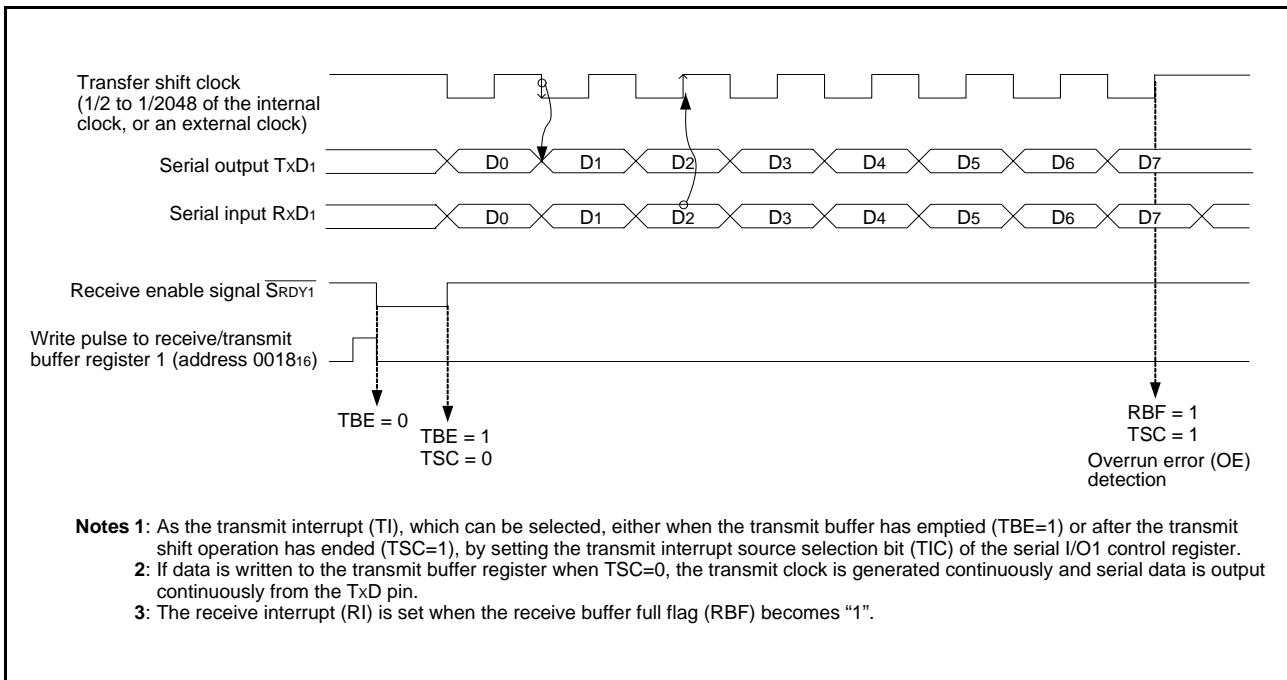 Transfer shift clock
(1/2 to 1/2048 of the internal
clock, or an external clock)
Serial output TxD1
D0 D1 D2 D3 D4 D5 D6 D7
Serial input RxD1
D0 D1 D2 D3 D4 D5 D6 D7
Receive enable signal SRDY1
Write pulse to receive/transmit
buffer register 1 (address 001816)
TBE = 0
TBE = 1
TSC = 0
RBF = 1
TSC = 1
Overrun error (OE)
detection
Notes 1: As the transmit interrupt (TI), which can be selected, either when the transmit buffer has emptied (TBE=1) or after the transmit
shift operation has ended (TSC=1), by setting the transmit interrupt source selection bit (TIC) of the serial I/O1 control register.
2: If data is written to the transmit buffer register when TSC=0, the transmit clock is generated continuously and serial data is output
continuously from the TxD pin.
3: The receive interrupt (RI) is set when the receive buffer full flag (RBF) becomes “1”.